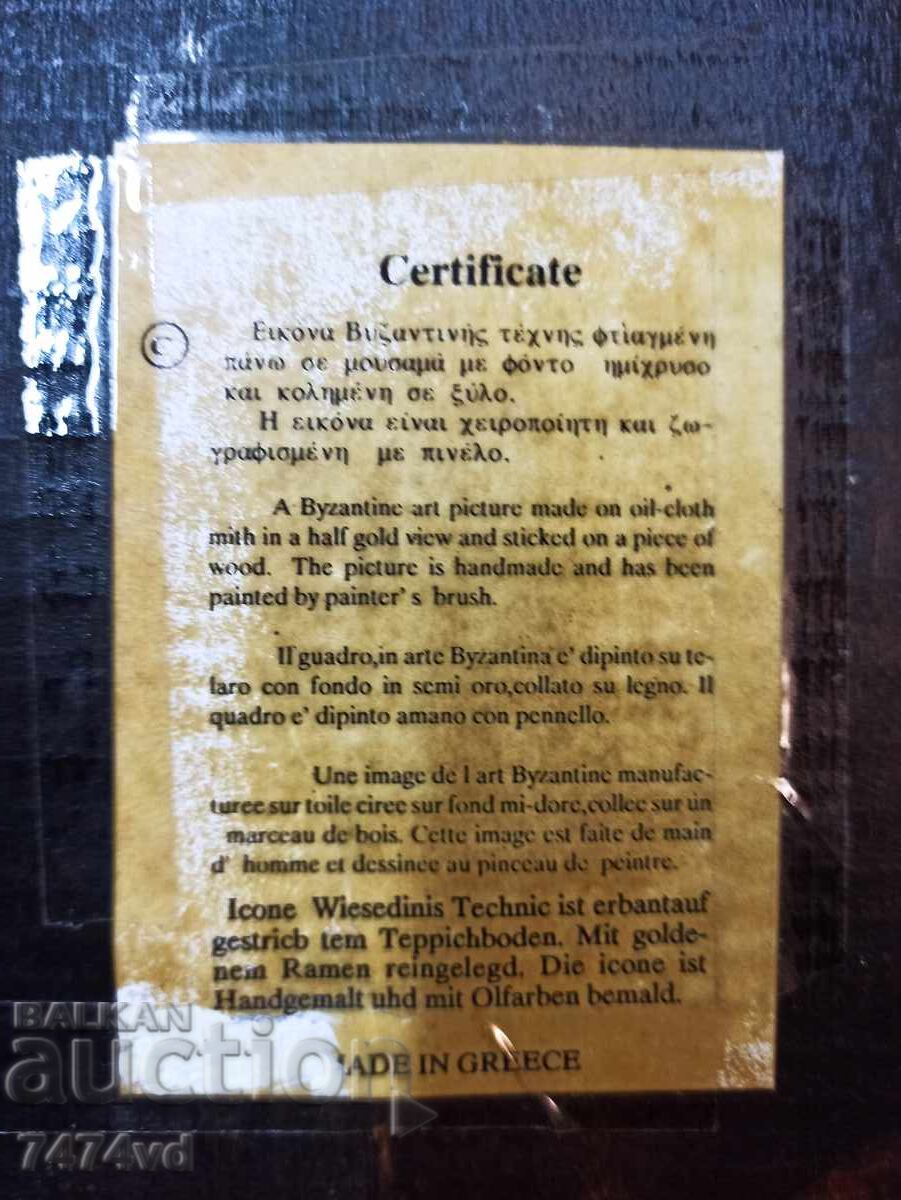 Certificate
©
Εικόνα Βυζαντινής τέχνης φτιαγμένη
πάνω σε μουσαμά με φόντο ημίχρυσο
και κολημένη σε ξύλο.
Η εικόνα είναι χειροποίητη και ζω-
γραφισμένη με πινέλο.
A Byzantine art picture made on oil-cloth
mith in a half gold view and sticked on a piece of
wood. The picture is handmade and has been
painted by painter's brush.
Il guadro,in arte Byzantina e' dipinto su te-
laro con fondo in semi oro,collato su legno. Il
quadro e' dipinto amano con pennello.
Une image de l art Byzantine manufac-
turee sur toile ciree sur fond mi-dore,collee sur un
marceau de bois. Cette image est faite de main
d' homme et dessinee au pinceau de peintre.
Icone Wiesedinis Technic ist erbantauf
gestricb tem Teppichboden. Mit golde-
nem Ramen reingelegd. Die icone ist
Handgemalt uhd mit Olfarben bemald.
MADE IN GREECE
BALKAN
auction
7474vd